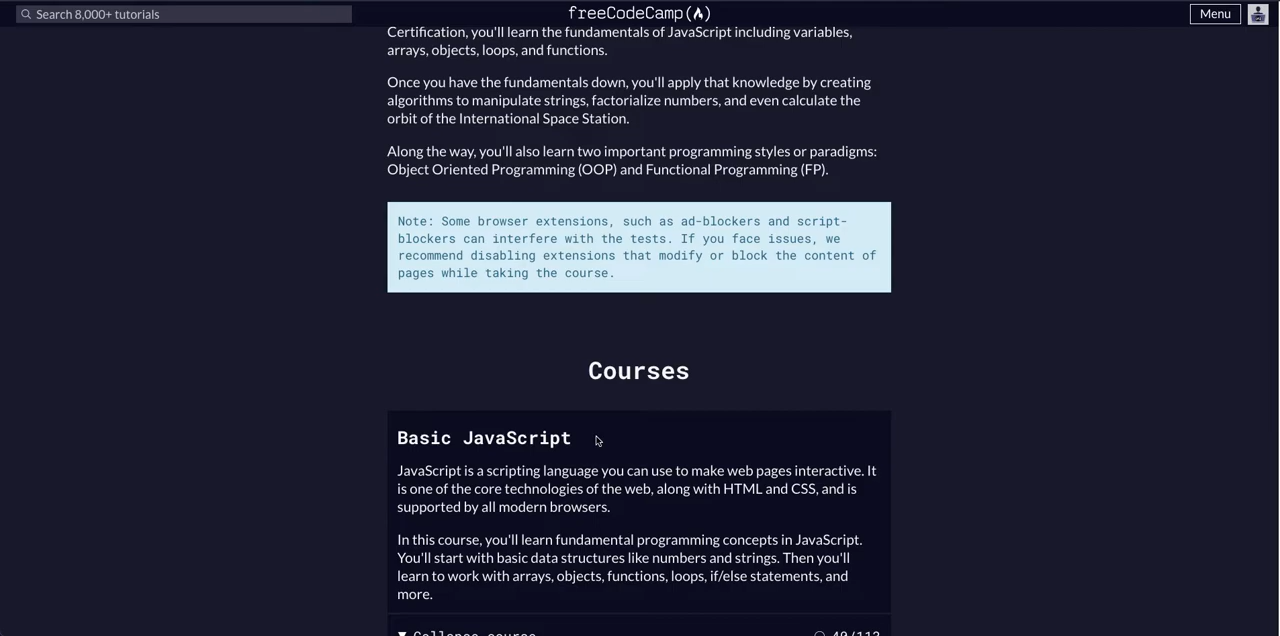 Search 8,000+ tutorials
freeCodeCamp
Menu
Certification, you'll learn the fundamentals of JavaScript including variables,
arrays, objects, loops, and functions.
Once you have the fundamentals down, you'll apply that knowledge by creating
algorithms to manipulate strings, factorialize numbers, and even calculate the
orbit of the International Space Station.
Along the way, you'll also learn two important programming styles or paradigms:
Object Oriented Programming (OOP) and Functional Programming (FP).
Note: Some browser extensions, such as ad-blockers and script-
blockers can interfere with the tests. If you face issues, we
recommend disabling extensions that modify or block the content of
pages while taking the course.
Courses
Basic JavaScript
JavaScript is a scripting language you can use to make web pages interactive. It
is one of the core technologies of the web, along with HTML and CSS, and is
supported by all modern browsers.
In this course, you'll learn fundamental programming concepts in JavaScript.
You'll start with basic data structures like numbers and strings. Then you'll
learn to work with arrays, objects, functions, loops, if/else statements, and
more.
Collapse course